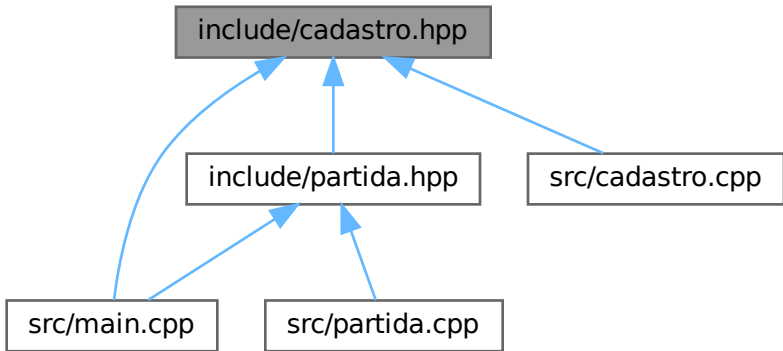 include/cadastro.hpp
include/partida.hpp
src/cadastro.cpp
src/main.cpp
src/partida.cpp